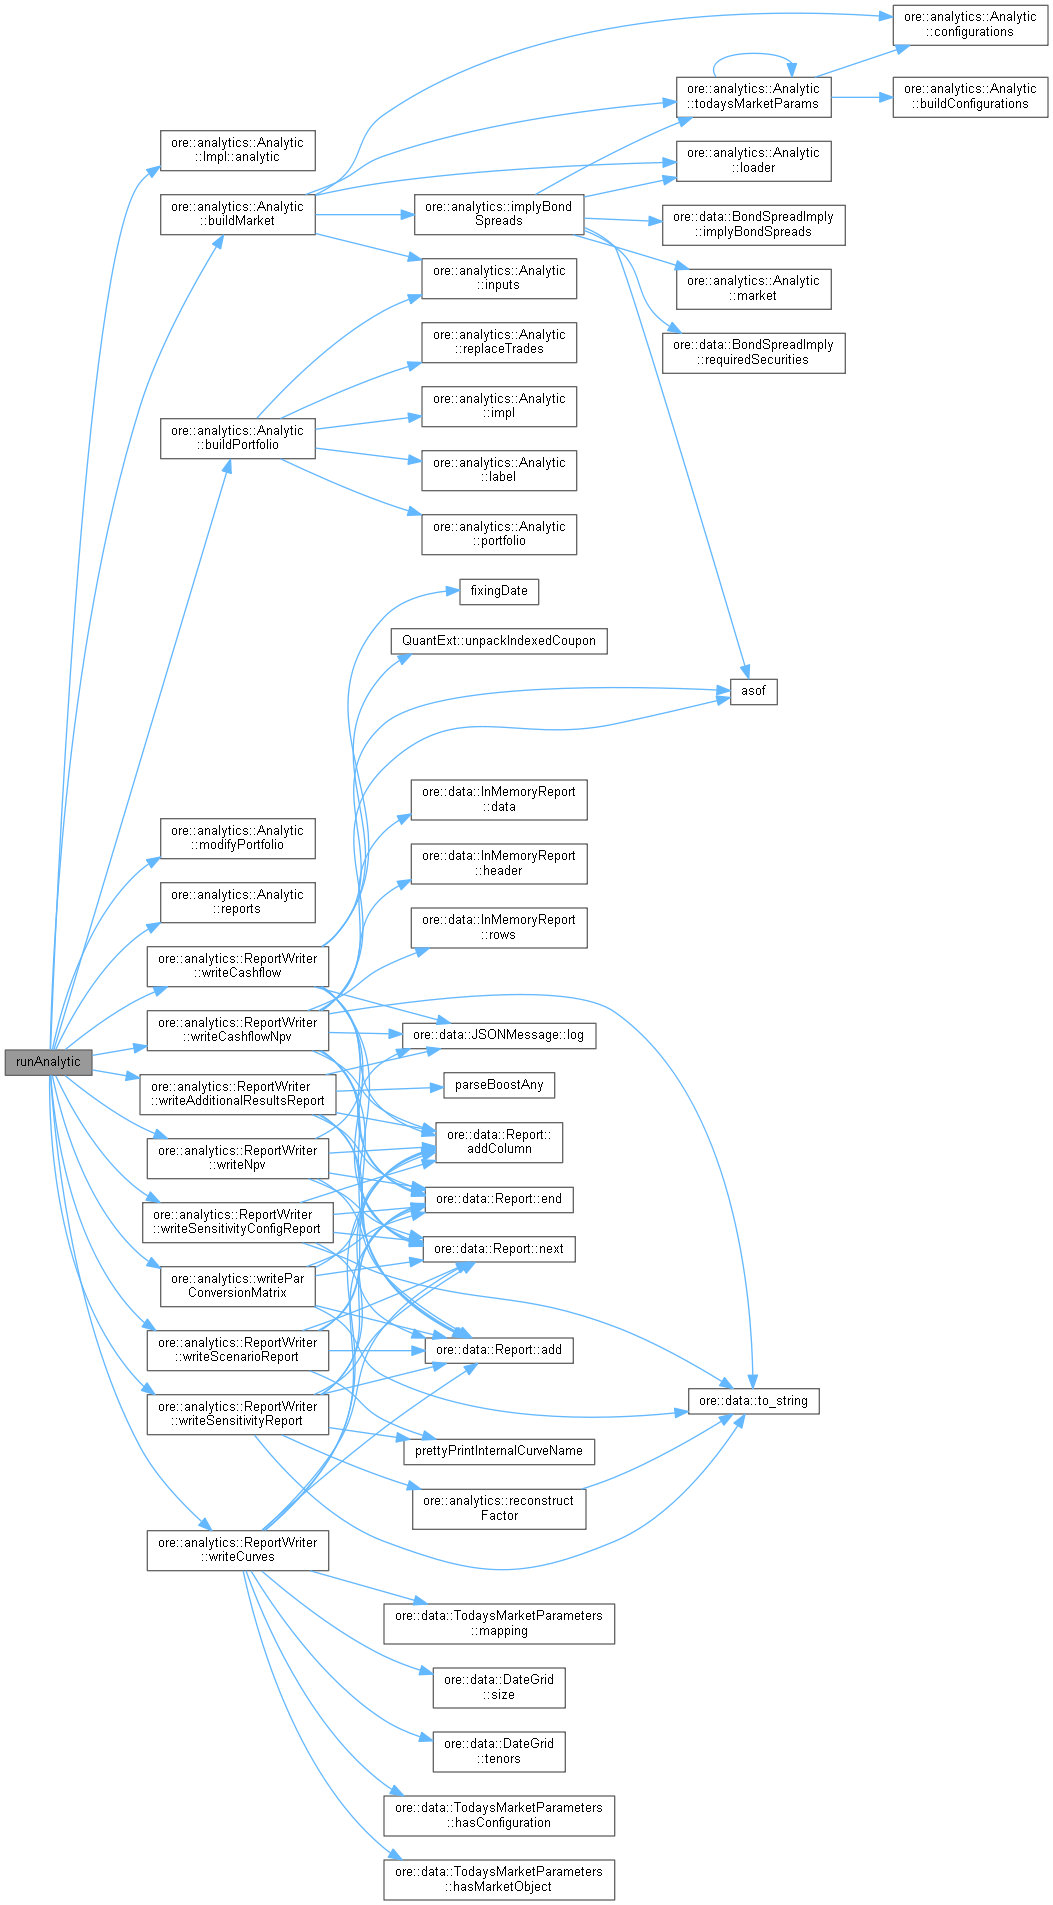 ore::analytics::Analytic
::configurations
ore::analytics::Analytic
::todaysMarketParams
ore::analytics::Analytic
::buildConfigurations
ore::analytics::Analytic
::Impl::analytic
ore::analytics::Analytic
::loader
ore::analytics::Analytic
::buildMarket
ore::analytics::implyBond
Spreads
ore::data::BondSpreadImply
::implyBondSpreads
ore::analytics::Analytic
::inputs
ore::analytics::Analytic
::market
ore::analytics::Analytic
::replaceTrades
ore::data::BondSpreadImply
::requiredSecurities
ore::analytics::Analytic
::impl
ore::analytics::Analytic
::buildPortfolio
ore::analytics::Analytic
::label
ore::analytics::Analytic
::portfolio
fixingDate
QuantExt::unpackIndexedCoupon
asof
ore::data::InMemoryReport
::data
ore::analytics::Analytic
::modifyPortfolio
ore::data::InMemoryReport
::header
ore::analytics::Analytic
::reports
ore::data::InMemoryReport
::rows
ore::analytics::ReportWriter
::writeCashflow
ore::analytics::ReportWriter
::writeCashflowNpv
ore::data::JSONMessage::log
runAnalytic
ore::analytics::ReportWriter
::writeAdditionalResultsReport
parseBoostAny
ore::data::Report::
addColumn
ore::analytics::ReportWriter
::writeNpv
ore::data::Report::end
ore::analytics::ReportWriter
::writeSensitivityConfigReport
ore::data::Report::next
ore::analytics::writePar
ConversionMatrix
ore::analytics::ReportWriter
::writeScenarioReport
ore::data::Report::add
ore::data::to_string
ore::analytics::ReportWriter
::writeSensitivityReport
prettyPrintInternalCurveName
ore::analytics::reconstruct
Factor
ore::analytics::ReportWriter
::writeCurves
ore::data::TodaysMarketParameters
::mapping
ore::data::DateGrid
::size
ore::data::DateGrid
::tenors
ore::data::TodaysMarketParameters
::hasConfiguration
ore::data::TodaysMarketParameters
::hasMarketObject